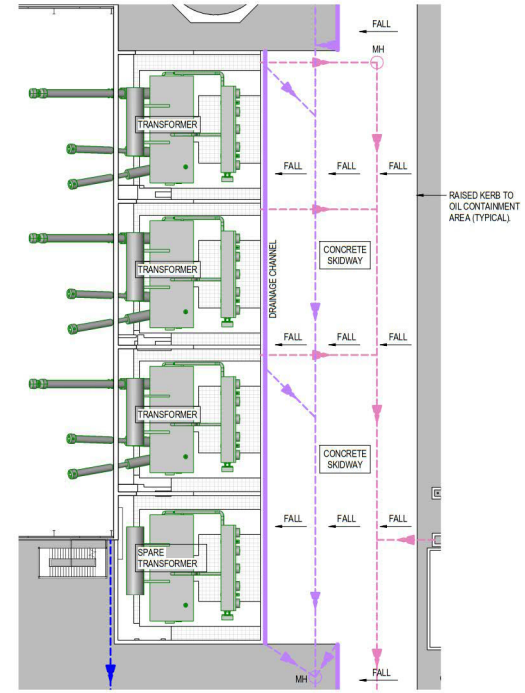 FALL
MH
TRANSFORMER
FALL
FALL
FALL
RAISED KERB TO
OIL CONTAINMENT
AREA (TYPICAL).
DRAINAGE CHANNEL
CONCRETE
SKIDWAY
TRANSFORMER
FALL
FALL
FALL
TRANSFORMER
CONCRETE
SKIDWAY
FALL
FALL
FALL
SPARE
TRANSFORMER
MH
FALL